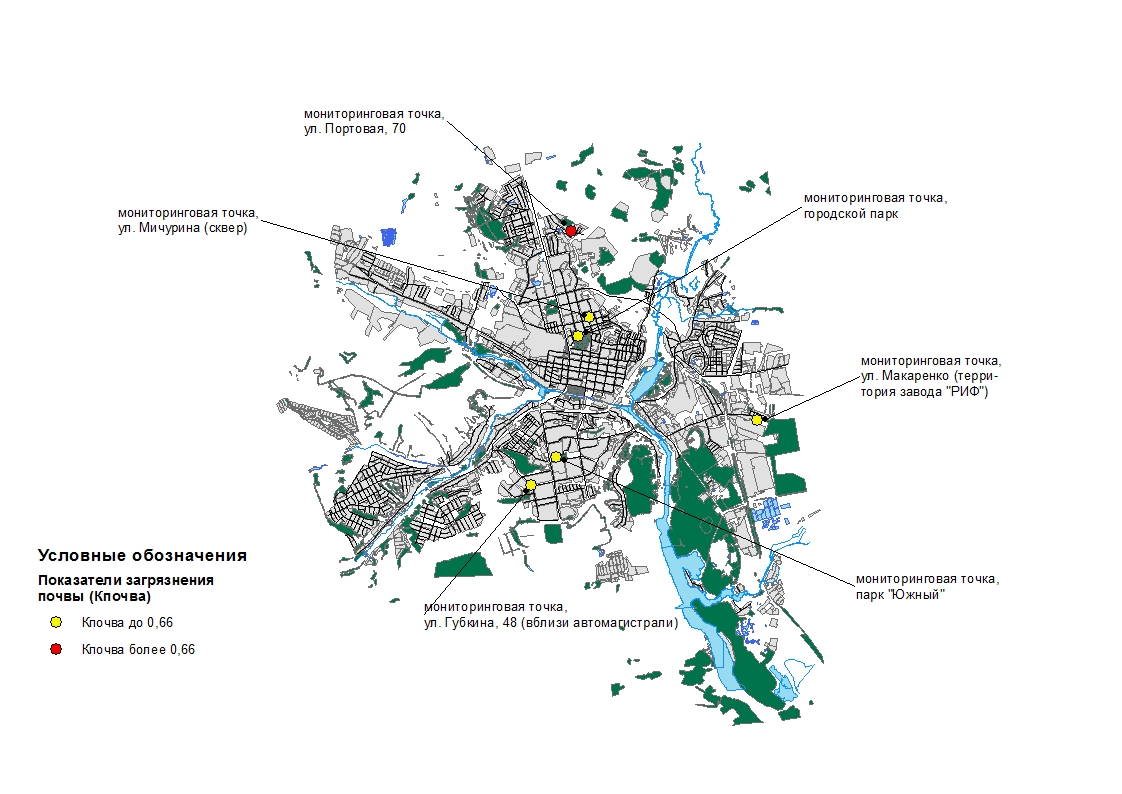 мониторинговая точка,
ул. Портовая, 70
мониторинговая точка,
городской парк
мониторинговая точка,
ул. Мичурина (сквер)
мониторинговая точка,
ул. Макаренко (терри-
тория завода "РИФ")
Условные обозначения
Показатели загрязнения
почвы (Кпочва)
Кпочва до 0,66
Кпочва более 0,66
мониторинговая точка,
ул. Губкина, 48 (вблизи автомагистрали)
мониторинговая точка,
парк "Южный"